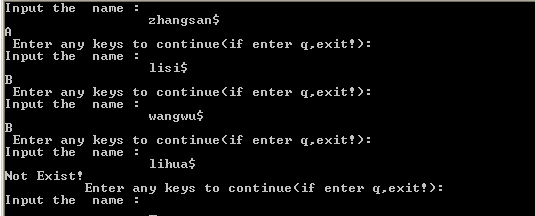 Input the  name :
zhangsan$
A
Enter any keys to continue(if enter q,exit!):
Input the  name :
lisi$
B
Enter any keys to continue(if enter q,exit!):
Input the  name :
wangwu$
B
Enter any keys to continue(if enter q,exit!):
Input the  name :
lihua$
Not Exist!
Enter any keys to continue(if enter q,exit!):
Input the  name :